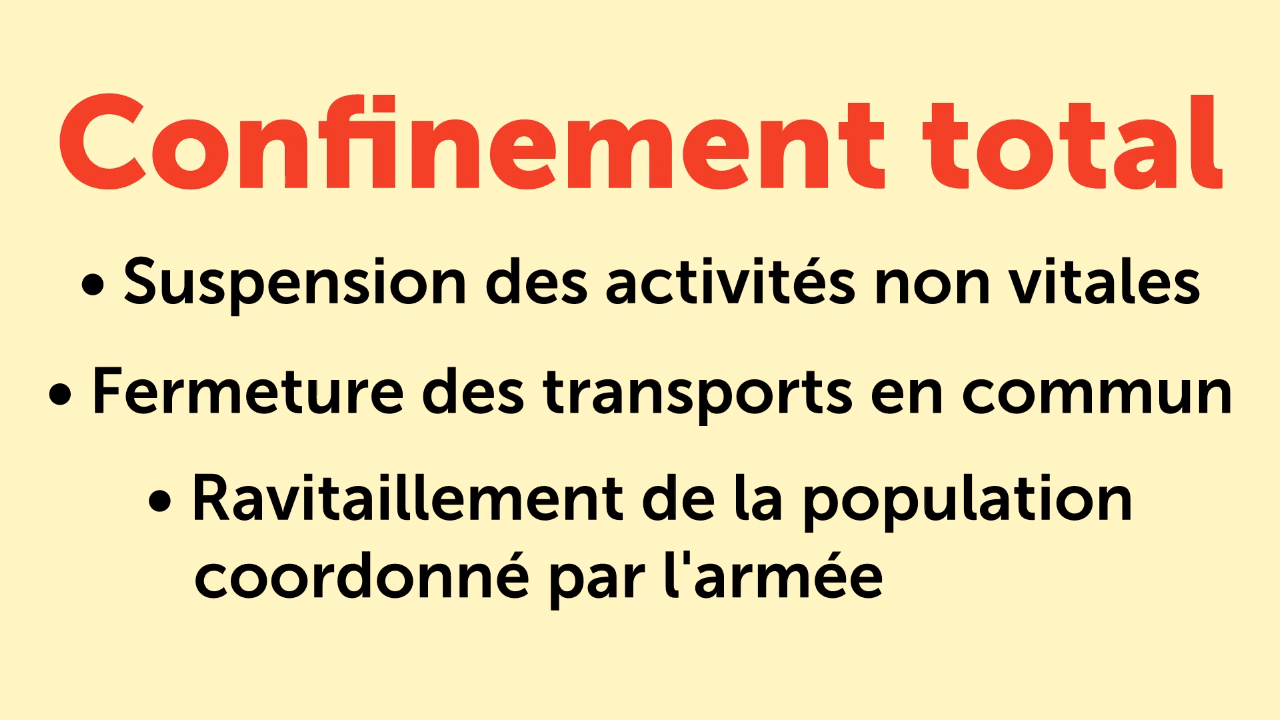 Confinement total
• Suspension des activités non vitales
• Fermeture des transports en commun
• Ravitaillement de la population
coordonné par l'armée